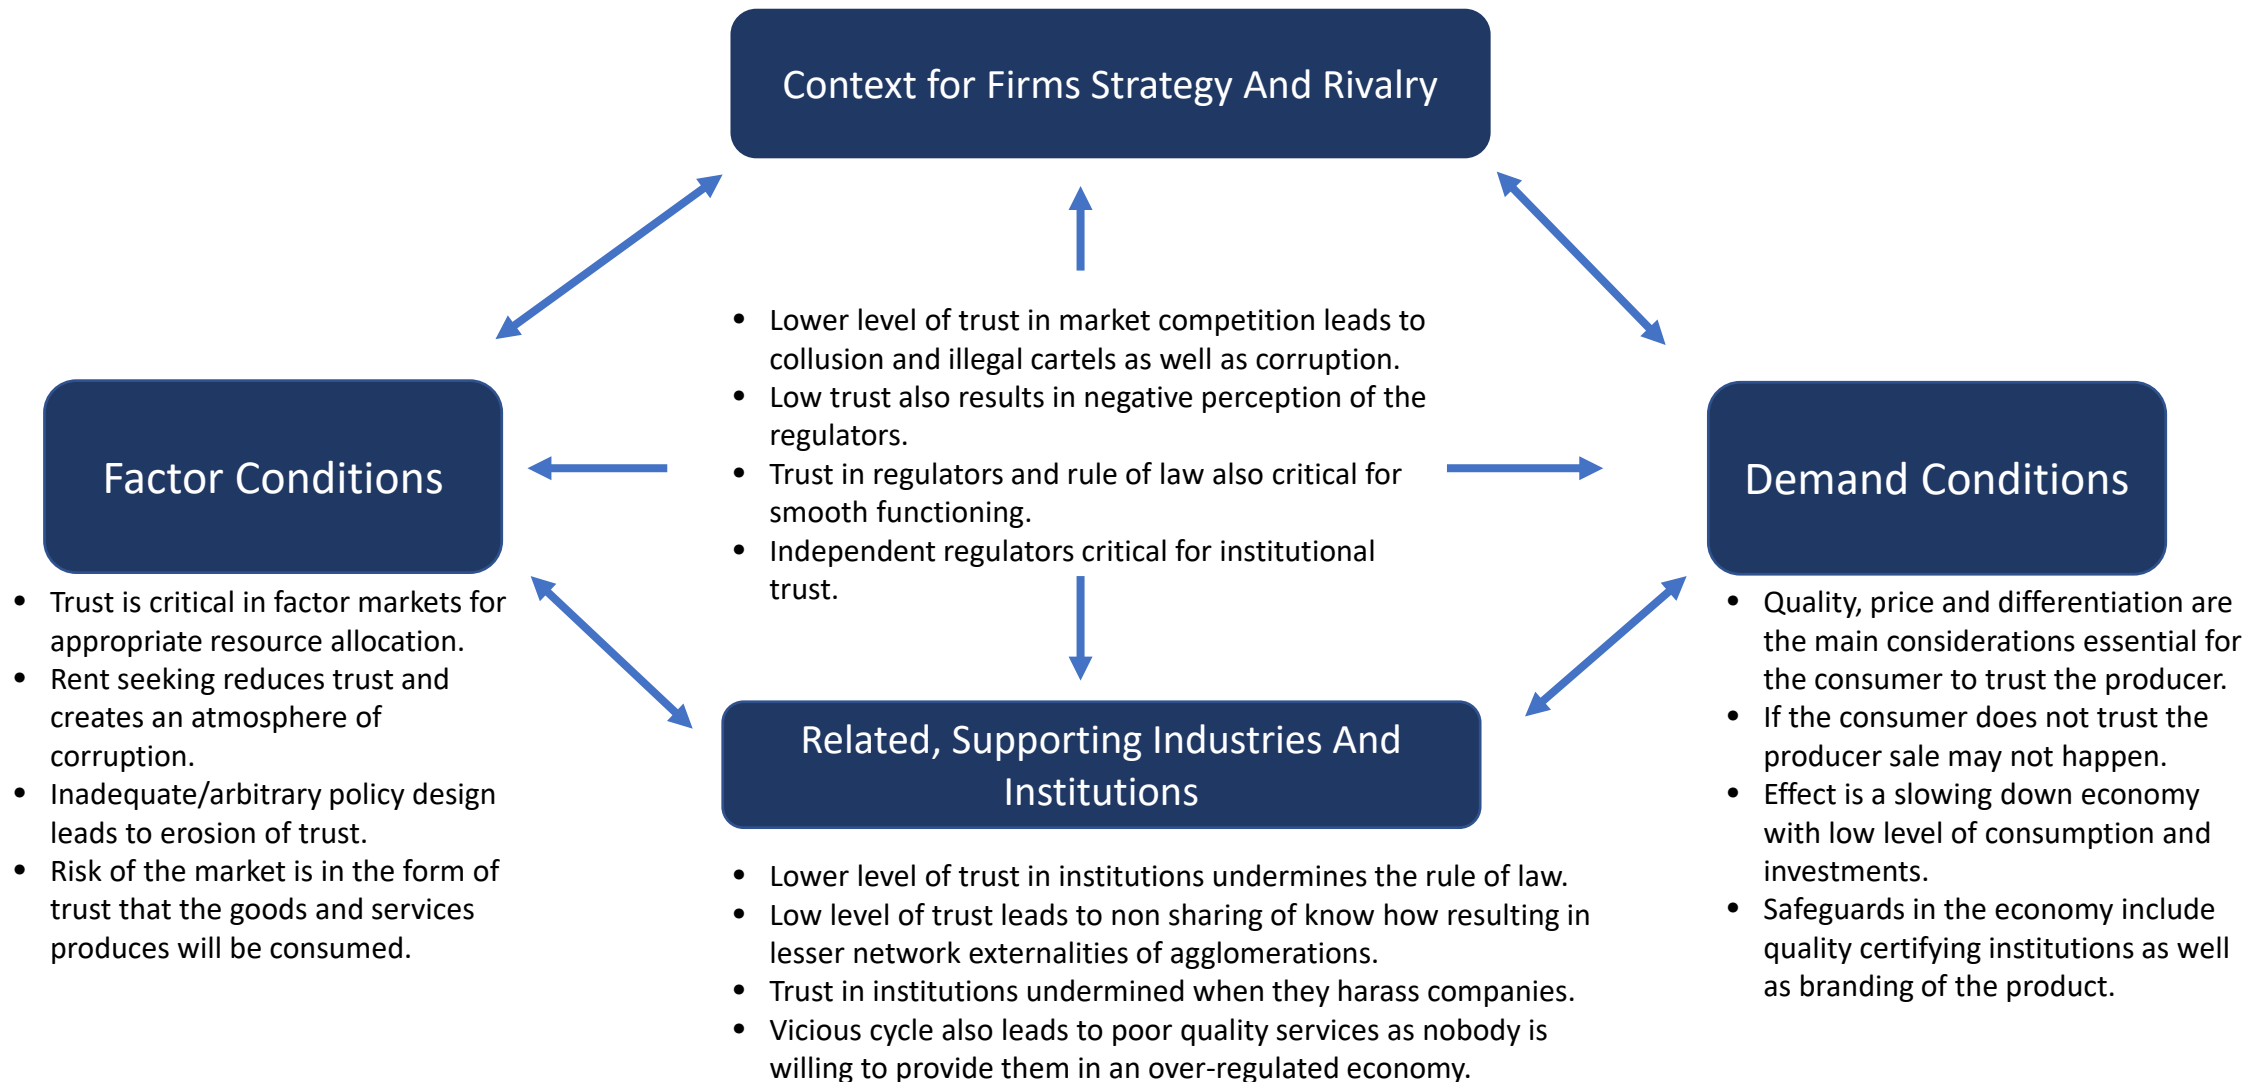 Context for Firms Strategy And Rivalry
• Lower level of trust in market competition leads to
collusion and illegal cartels as well as corruption.
• Low trust also results in negative perception of the
regulators.
• Trust in regulators and rule of law also critical for
smooth functioning.
• Independent regulators critical for institutional
trust.
Factor Conditions
• Trust is critical in factor markets for
appropriate resource allocation.
• Rent seeking reduces trust and
creates an atmosphere of
corruption.
• Inadequate/arbitrary policy design
leads to erosion of trust.
• Risk of the market is in the form of
trust that the goods and services
produces will be consumed.
Demand Conditions
• Quality, price and differentiation are
the main considerations essential for
the consumer to trust the producer.
• If the consumer does not trust the
producer sale may not happen.
• Effect is a slowing down economy
with low level of consumption and
investments.
• Safeguards in the economy include
quality certifying institutions as well
as branding of the product.
Related, Supporting Industries And
Institutions
• Lower level of trust in institutions undermines the rule of law.
• Low level of trust leads to non sharing of know how resulting in
lesser network externalities of agglomerations.
• Trust in institutions undermined when they harass companies.
• Vicious cycle also leads to poor quality services as nobody is
willing to provide them in an over-regulated economy.